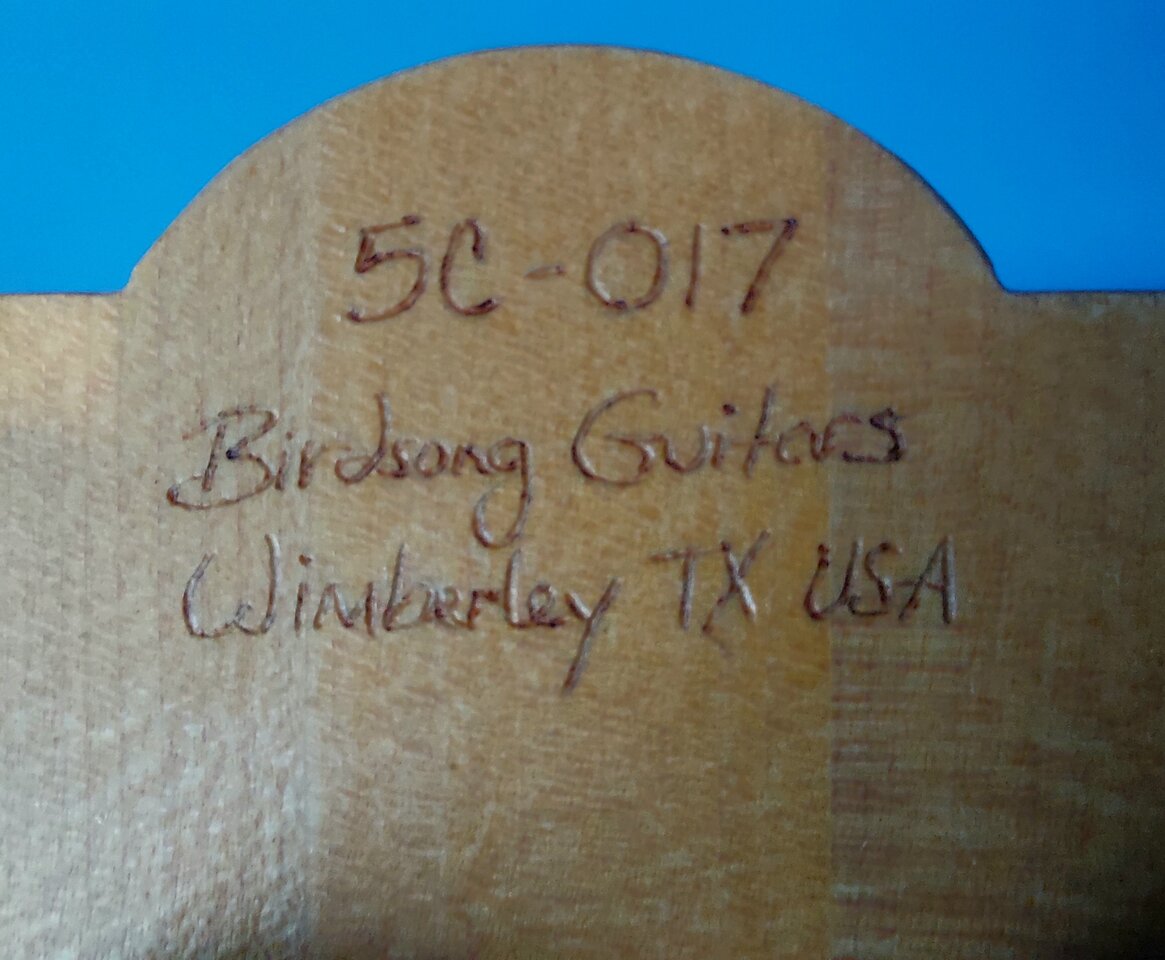 5C-017
Birdsong Guitars
Wimberley TX USA